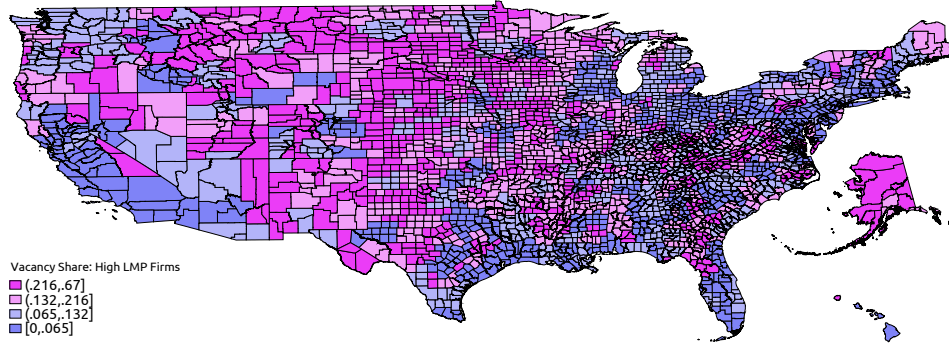 Vacancy Share: High LMP Firms
(.216,.67]
(.132,.216]
(.065,.132]
[0,.065]